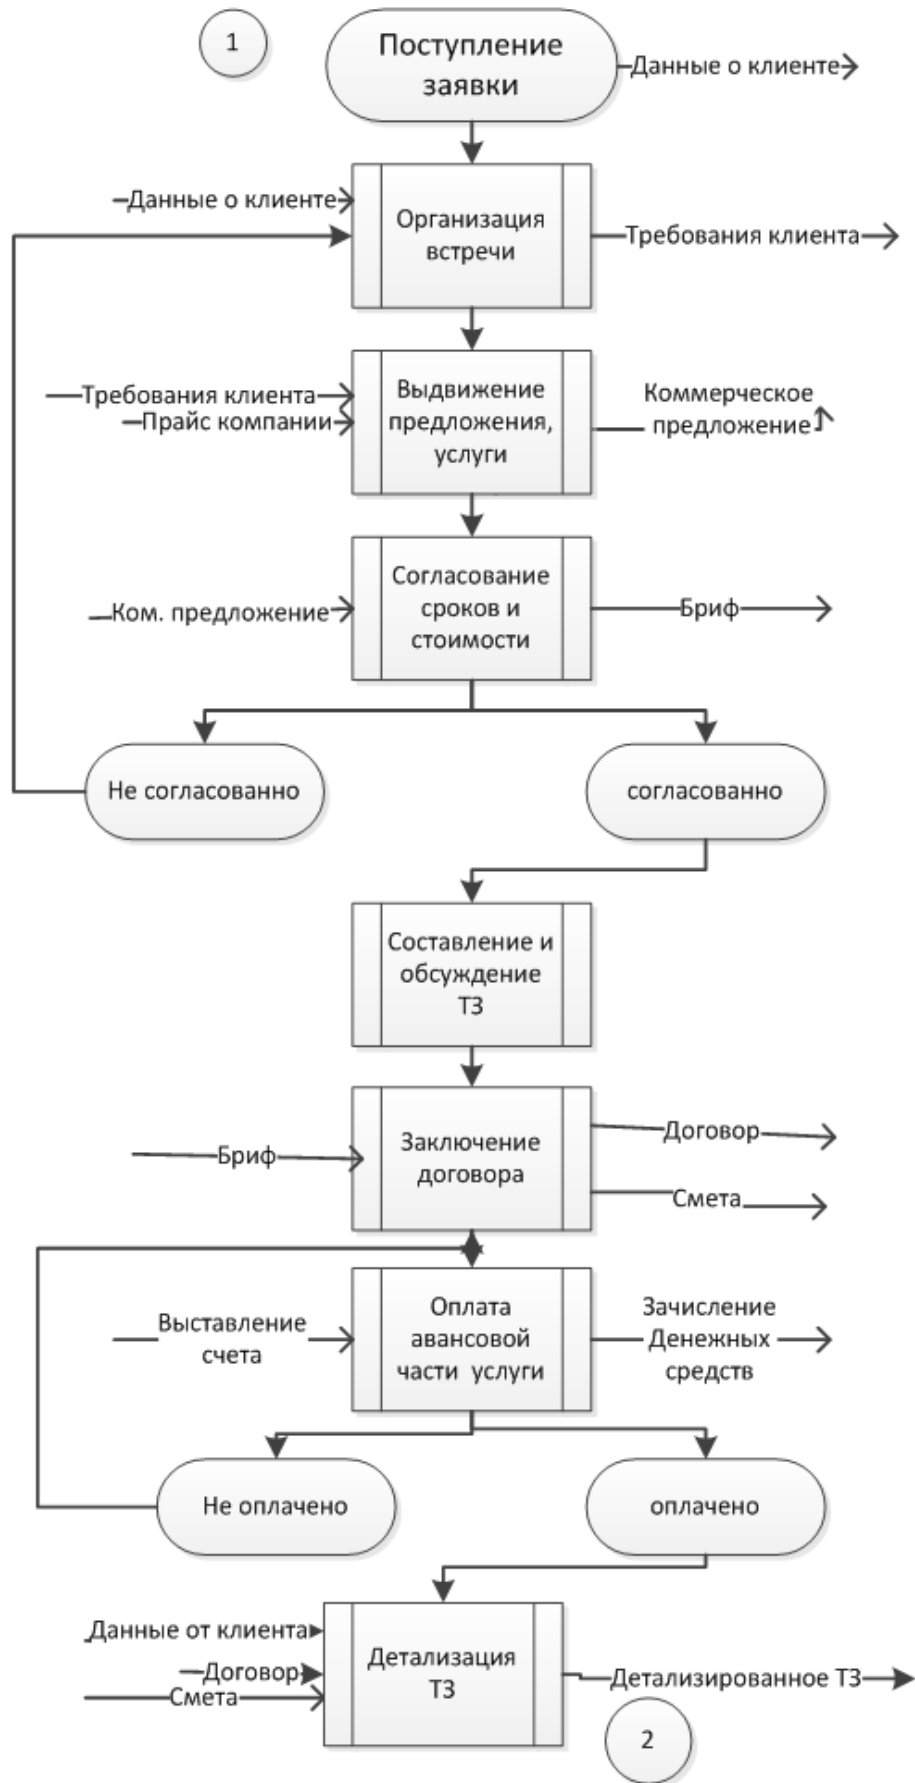 1
Поступление
заявки
Данные о клиенте
Данные о клиенте
Организация
встречи
Требования клиента
Требования клиента
Прайс компании
Выдвижение
предложения,
услуги
Коммерческое
предложение
Ком. предложение
Согласование
сроков и
стоимости
Бриф
Не согласованно
согласованно
Составление и
обсуждение
ТЗ
Бриф
Заключение
договора
Договор
Смета
Выставление
счета
Оплата
авансовой
части услуги
Зачисление
Денежных
средств
Не оплачено
оплачено
Данные от клиента
Договор
Смета
Детализация
ТЗ
Детализированное ТЗ
2